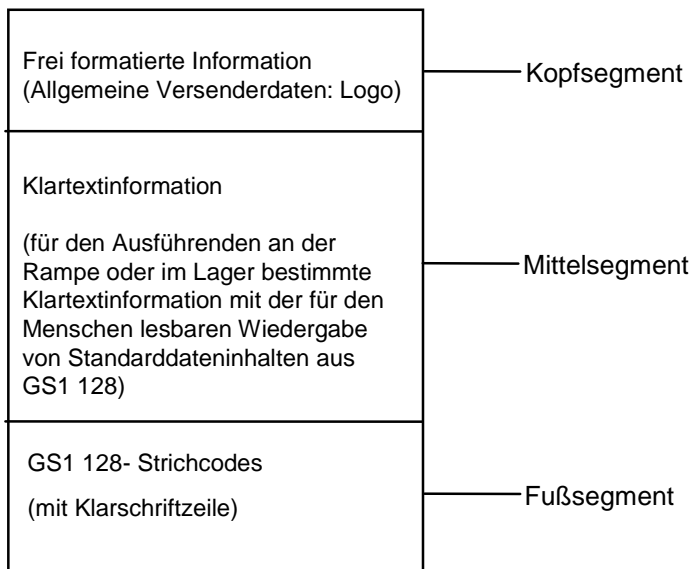 Frei formatierte Information
(Allgemeine Versenderdaten: Logo)
Kopfsegment
Klartextinformation
(für den Ausführenden an der
Rampe oder im Lager bestimmte
Klartextinformation mit der für den
Menschen lesbaren Wiedergabe
von Standarddateninhalten aus
GS1 128)
Mittelsegment
GS1 128- Strichcodes
(mit Klarschriftzeile)
Fußsegment